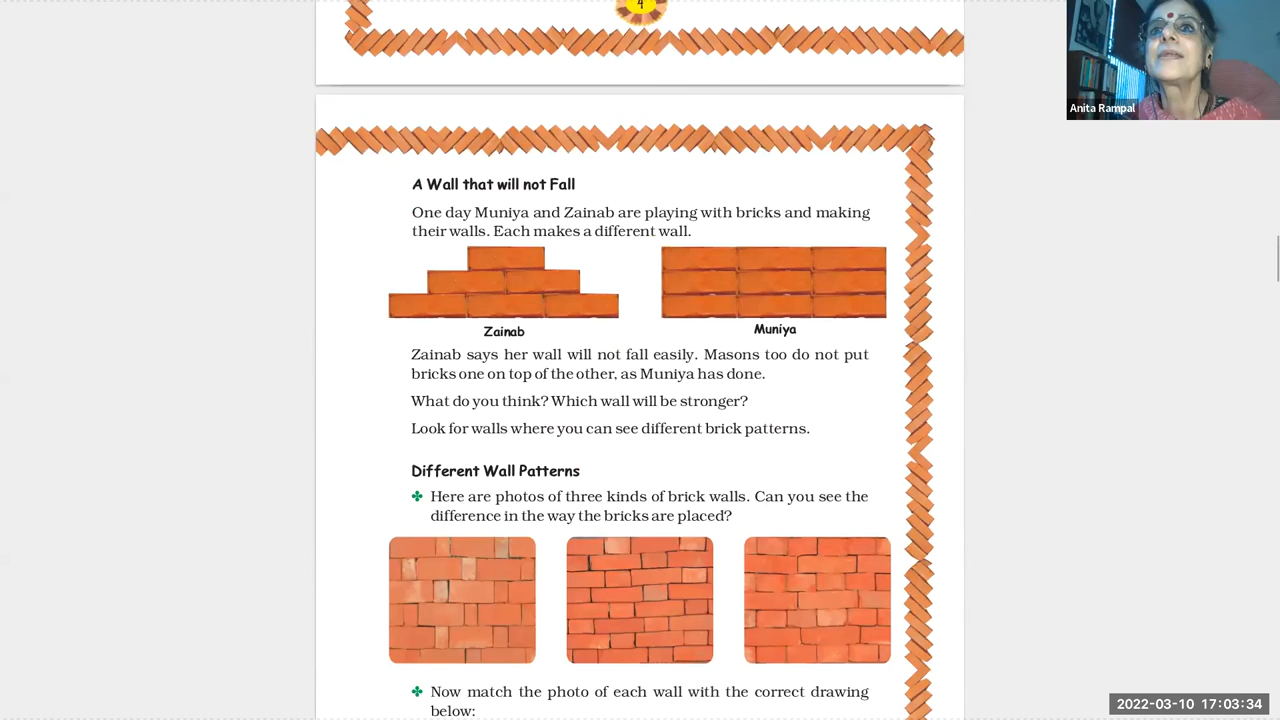 4
Anita Rampal
A Wall that will not Fall
One day Muniya and Zainab are playing with bricks and making
their walls. Each makes a different wall.
Zainab
Muniya
Zainab says her wall will not fall easily. Masons too do not put
bricks one on top of the other, as Muniya has done.
What do you think? Which wall will be stronger?
Look for walls where you can see different brick patterns.
Different Wall Patterns
✤ Here are photos of three kinds of brick walls. Can you see the
difference in the way the bricks are placed?
✤ Now match the photo of each wall with the correct drawing
below:
2022-03-10 17:03:34